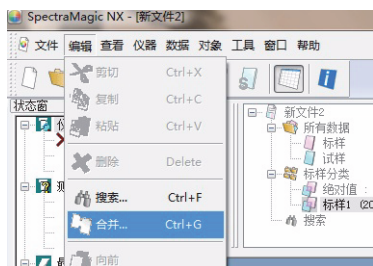 SpectraMagic NX - [新文件2]
文件 编辑 查看 仪器 数据 对象 工具 窗口 帮助
剪切 Ctrl+X
复制 Ctrl+C
粘贴 Ctrl+V
删除 Delete
搜索... Ctrl+F
合并... Ctrl+G
向前
状态窗
新文件2
所有数据
标样
试样
标样分类
绝对值 :
标样1 (20
搜索